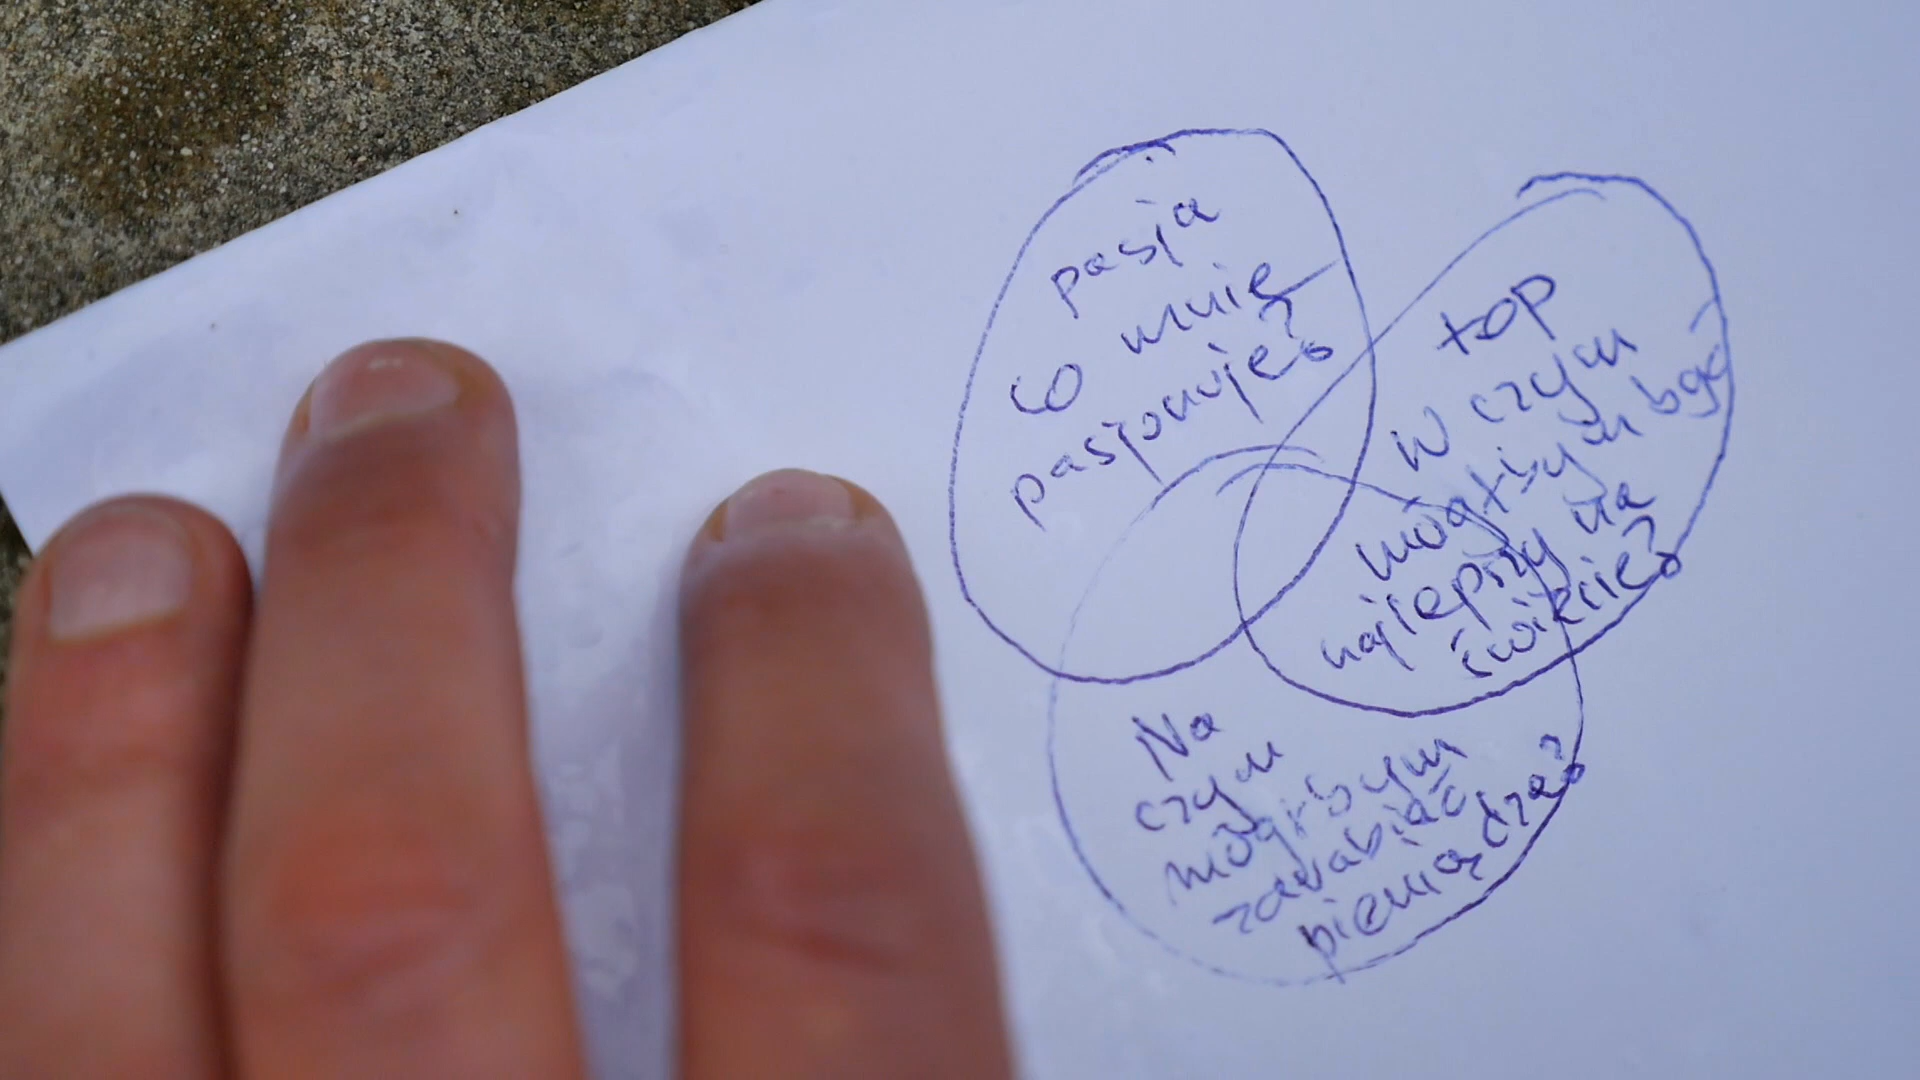 pasja
co mnie
pasjonuje?
top
w czym
mógłbym być
najlepszy na
świecie?
Na
czym
mógłbym
zarabiać
pieniądze?